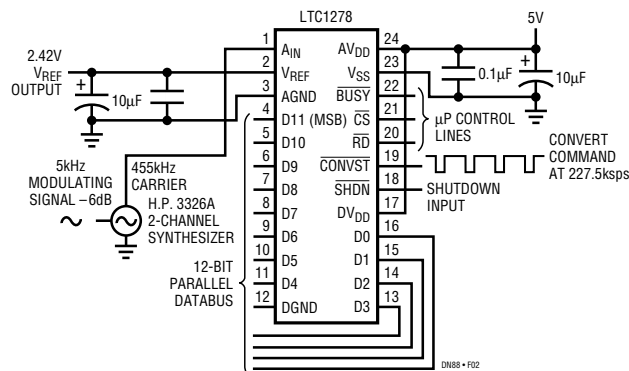 LTC1278
5V
2.42V
VREF
OUTPUT
+
10µF
1 AIN AVDD 24
2 VREF VSS 23
3 AGND BUSY 22
4 D11 (MSB) CS 21
5 D10 RD 20
6 D9 CONVST 19
7 D8 SHDN 18
8 D7 DVDD 17
9 D6 D0 16
10 D5 D1 15
11 D4 D2 14
12 DGND D3 13
0.1µF
+
10µF
µP CONTROL
LINES
CONVERT
COMMAND
AT 227.5ksps
SHUTDOWN
INPUT
5kHz
MODULATING
SIGNAL –6dB
455kHz
CARRIER
H.P. 3326A
2-CHANNEL
SYNTHESIZER
12-BIT
PARALLEL
DATABUS
DN88 • F02